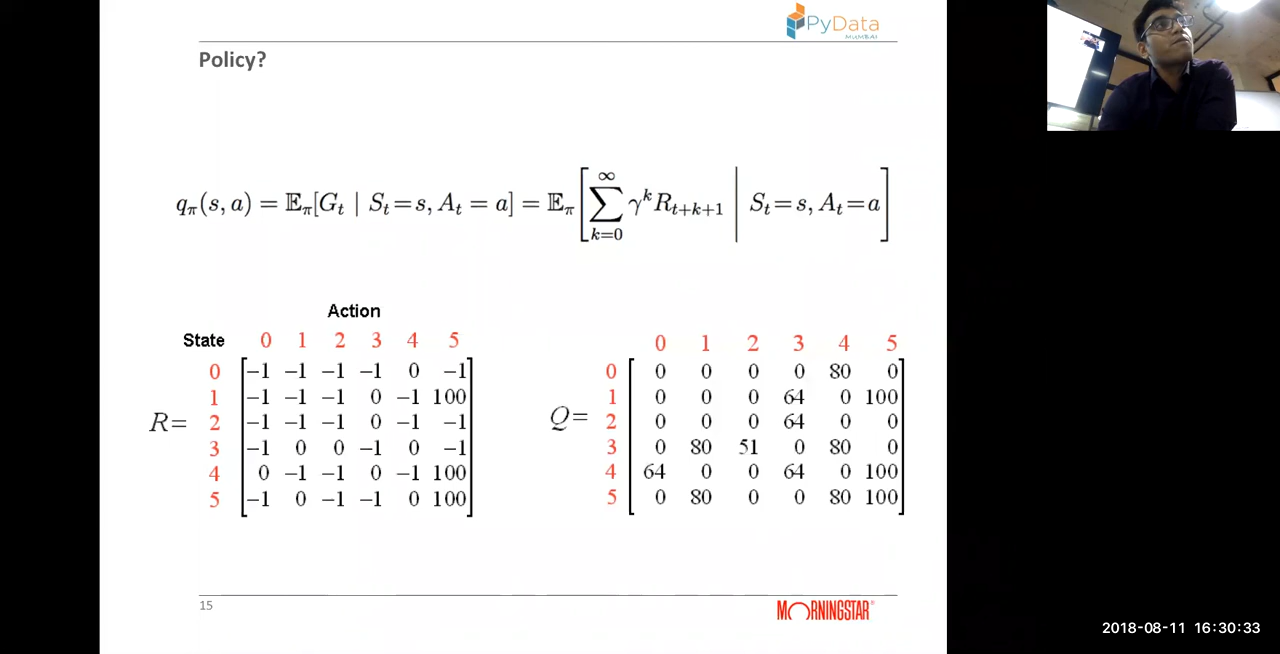 PyData
MUMBAI
Policy?
qπ(s, a) = 𝔼π[Gt | St=s, At = a] = 𝔼π[∑_{k=0}^{∞} γ^k R_{t+k+1} | St=s, At=a]
Action
State 0 1 2 3 4 5
0 −1 −1 −1 −1 0 −1
1 −1 −1 −1 0 −1 100
R= 2 −1 −1 −1 0 −1 −1
3 −1 0 0 −1 0 −1
4 0 −1 −1 0 −1 100
5 −1 0 −1 −1 0 100
0 1 2 3 4 5
0 0 0 0 0 80 0
1 0 0 0 64 0 100
Q= 2 0 0 0 64 0 0
3 0 80 51 0 80 0
4 64 0 0 64 0 100
5 0 80 0 0 80 100
15
MORNINGSTAR®
2018-08-11 16:30:33